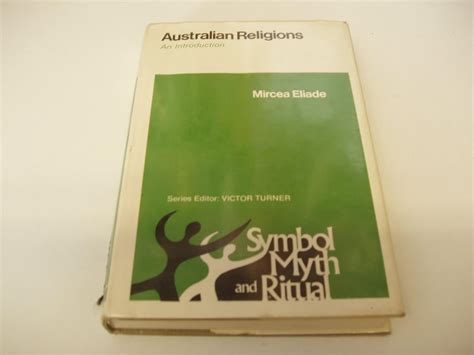 Australian Religions
An Introduction
Mircea Eliade
Series Editor: VICTOR TURNER
Symbol
Myth
and Ritual